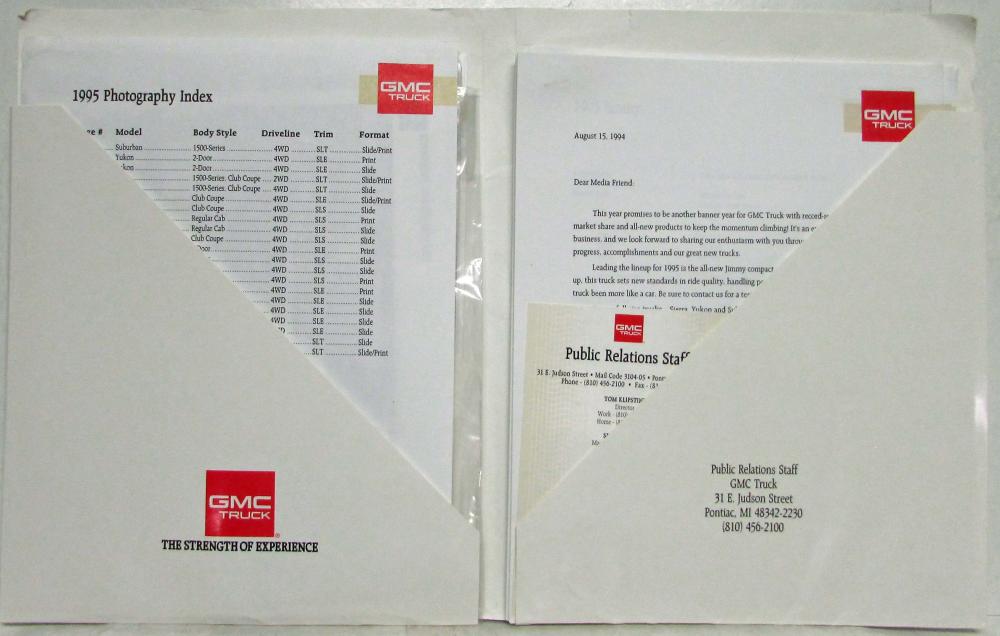 1995 Photography Index
GMC
TRUCK
Model Body Style Driveline Trim Format
Suburban 1500-Series 4WD SLT Slide/Print
Yukon 2-Door 4WD SLE Print
2-Door 4WD SLE Slide
1500-Series. Club Coupe 2WD SLT Slide/Print
1500-Series. Club Coupe 4WD SLT Slide
Club Coupe 4WD SLE Slide/Print
Club Coupe 4WD SLS Slide
Regular Cab 4WD SLS Print
Regular Cab 4WD SLS Slide
Club Coupe 4WD SLS Slide
4WD SLE Print
4WD SLS Slide
4WD SLS Slide
4WD SLS Print
4WD SLE Print
4WD SLE Slide
4WD SLE Slide
4WD SLE Slide
SLE Slide
SLT Slide
SLT Slide/Print
GMC
TRUCK
THE STRENGTH OF EXPERIENCE
GMC
TRUCK
August 15, 1994
Dear Media Friend:
This year promises to be another banner year for GMC Truck with
market share and all-new products to keep the momentum climbing! It's an
business, and we look forward to sharing our enthusiasm with you
progress, accomplishments and our great new trucks.
Leading the lineup for 1995 is the all-new Jimmy compact
up, this truck sets new standards in ride quality, handling
truck been more like a car. Be sure to contact us for a
Sierra, Yukon and
GMC
TRUCK
Public Relations Staff
31 E. Judson Street • Mail Code 3104-05 •
Phone - (810) 456-2100 • Fax -
TOM
Director
Work -
Home -
Public Relations Staff
GMC Truck
31 E. Judson Street
Pontiac, MI 48342-2230
(810) 456-2100